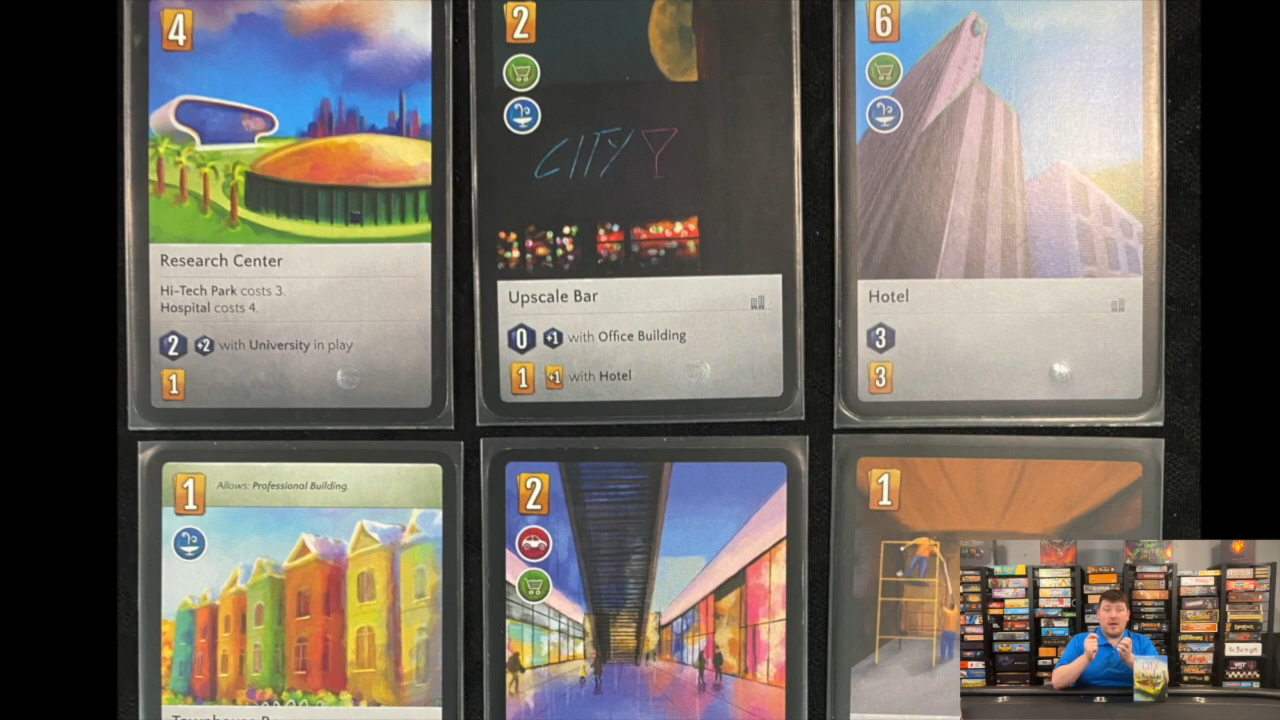 4
Research Center
Hi-Tech Park costs 3.
Hospital costs 4.
2 +2 with University in play
1
2
CITY
Upscale Bar
0 +1 with Office Building
1 +1 with Hotel
6
Hotel
3
3
1 Allows: Professional Building.
2
1
CITY